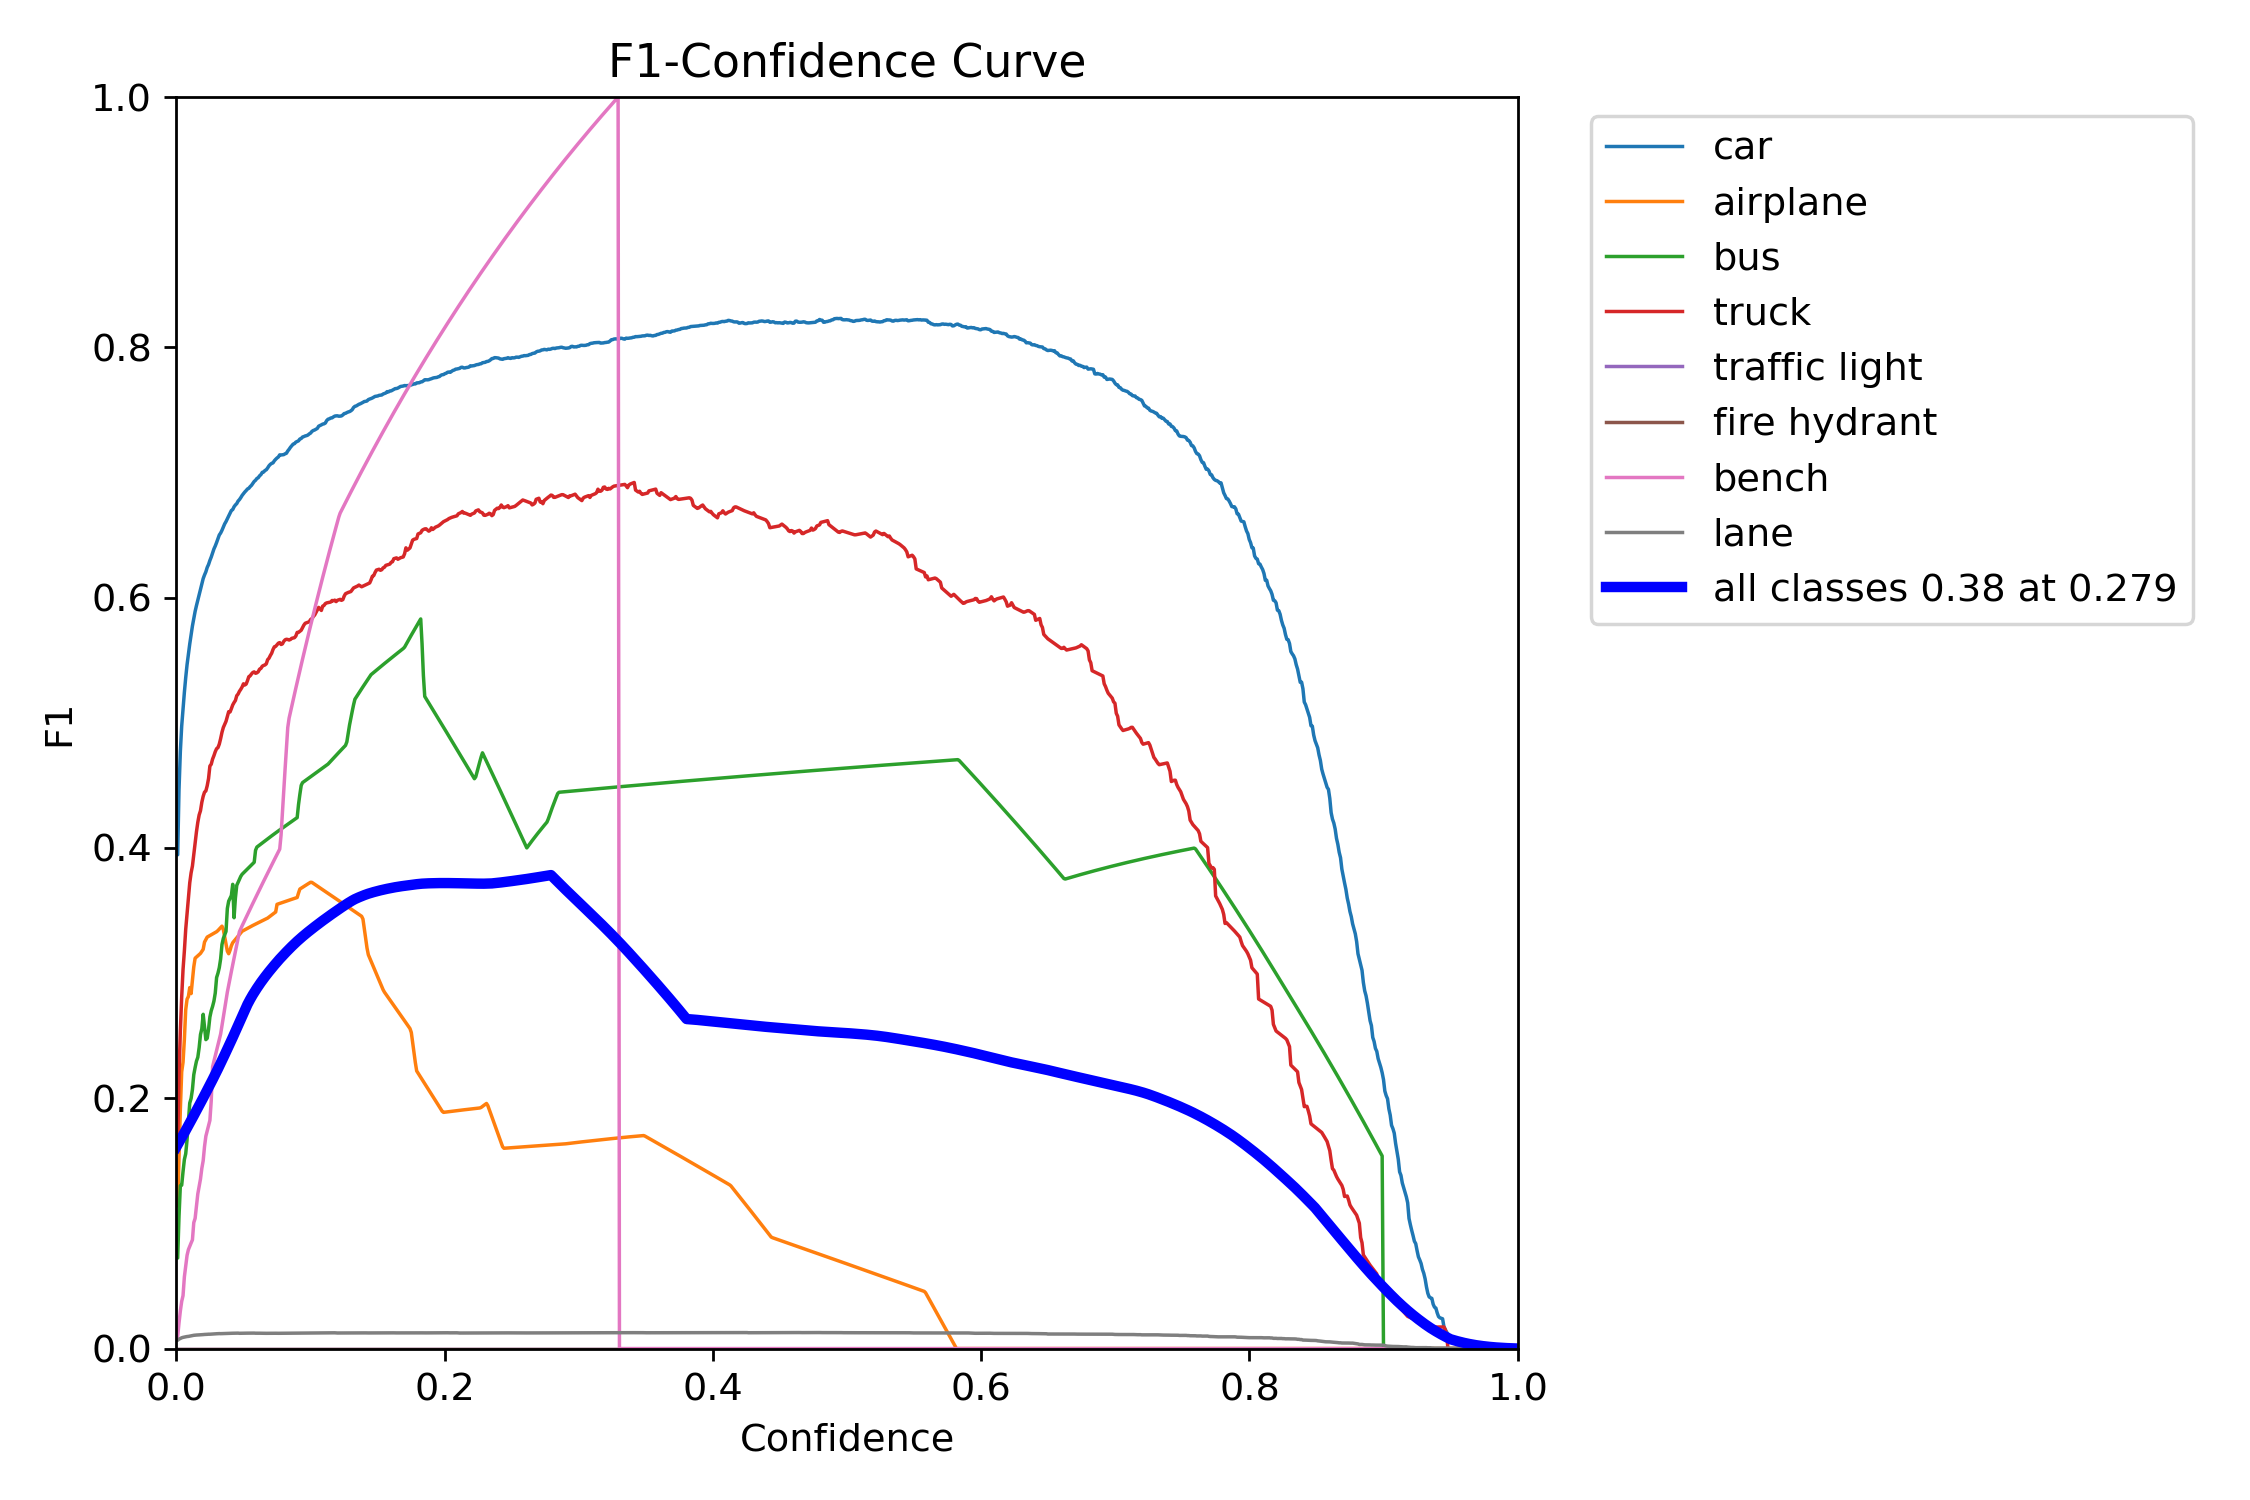 F1-Confidence Curve
1.0
0.8
0.6
0.4
0.2
0.0
F1
0.0 0.2 0.4 0.6 0.8 1.0
Confidence
car
airplane
bus
truck
traffic light
fire hydrant
bench
lane
all classes 0.38 at 0.279